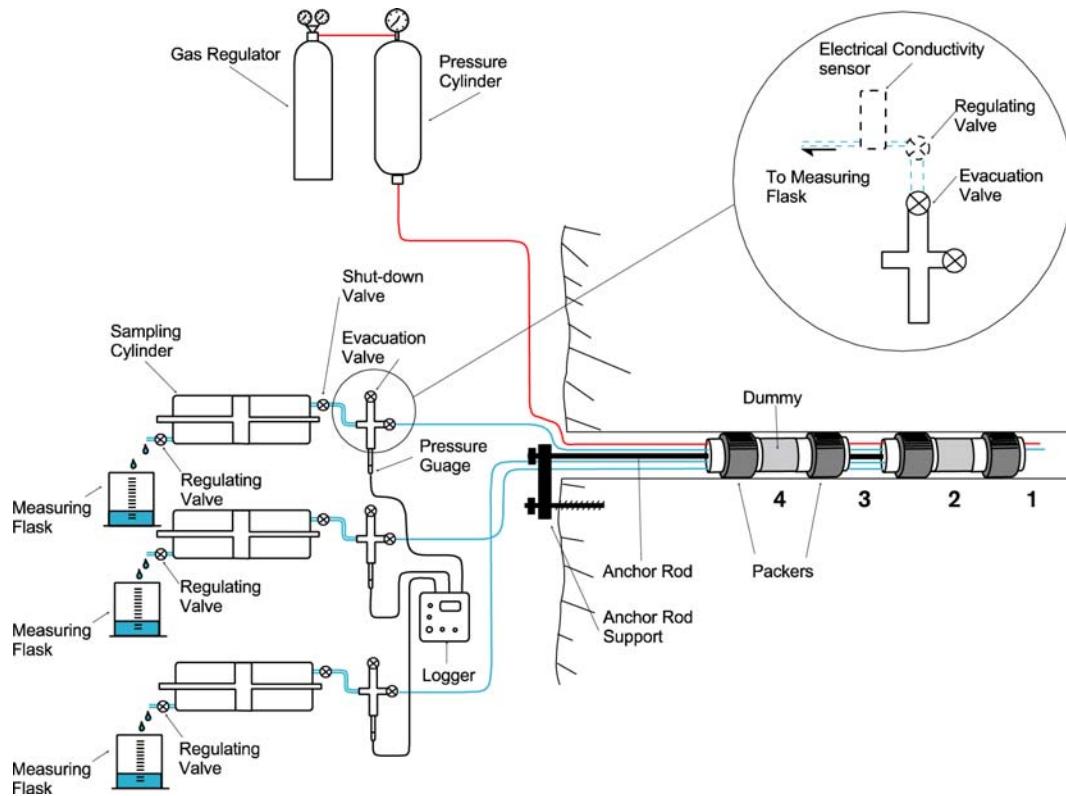 Gas Regulator
Pressure
Cylinder
Electrical Conductivity
sensor
Regulating
Valve
To Measuring
Flask
Evacuation
Valve
Shut-down
Valve
Sampling
Cylinder
Evacuation
Valve
Dummy
Pressure
Guage
Regulating
Valve
Measuring
Flask
4
3
2
1
Anchor Rod
Packers
Regulating
Valve
Anchor Rod
Support
Measuring
Flask
Logger
Regulating
Valve
Measuring
Flask